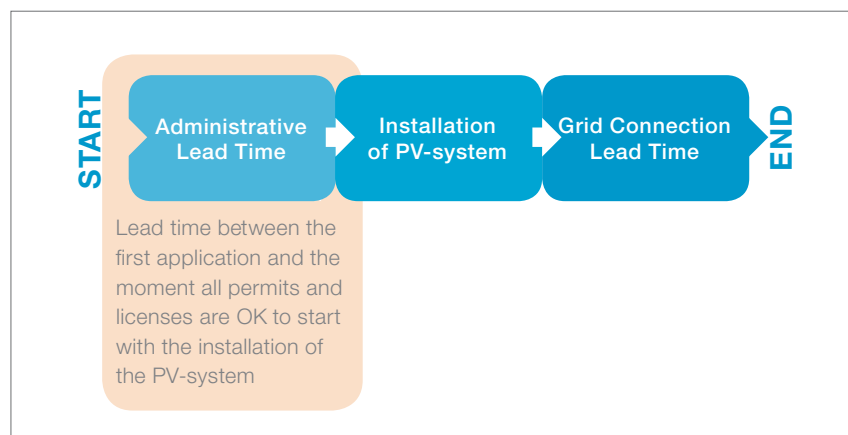 START
Administrative
Lead Time
Installation
of PV-system
Grid Connection
Lead Time
END
Lead time between the
first application and the
moment all permits and
licenses are OK to start
with the installation of
the PV-system